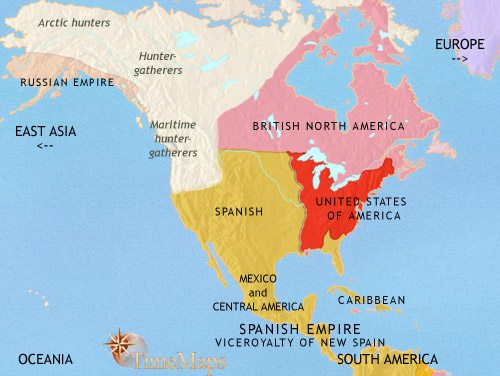 Arctic hunters
Hunter-
gatherers
EUROPE
-->
RUSSIAN EMPIRE
EAST ASIA
<--
Maritime
hunter-
gatherers
BRITISH NORTH AMERICA
SPANISH
UNITED STATES
OF AMERICA
MEXICO
and
CENTRAL AMERICA
CARIBBEAN
SPANISH EMPIRE
VICEROYALTY OF NEW SPAIN
OCEANIA
TimeMaps
SOUTH AMERICA